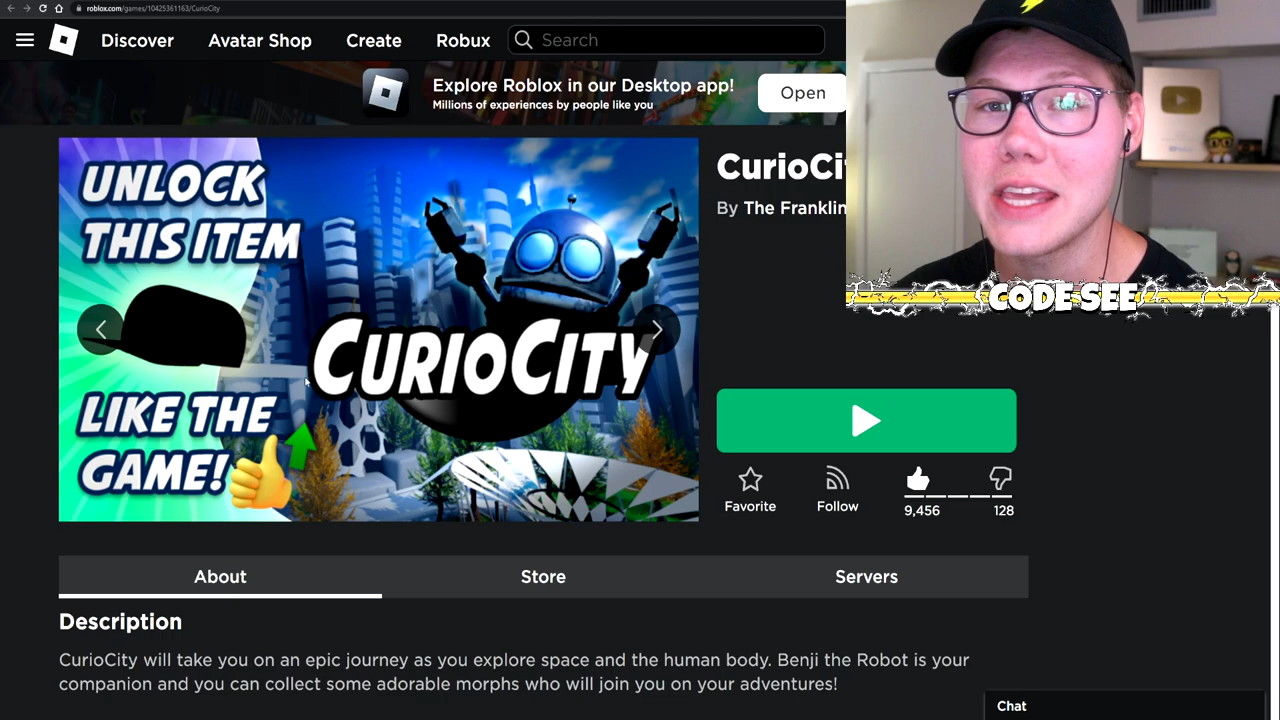 roblox.com/games/10425361163/CurioCity
Discover
Avatar Shop
Create
Robux
Search
Explore Roblox in our Desktop app!
Millions of experiences by people like you
Open
UNLOCK
THIS ITEM
CURIOCITY
LIKE THE
GAME!
CurioCi
By The Franklin
CODE SEE
Favorite
Follow
9,456
128
About
Store
Servers
Description
CurioCity will take you on an epic journey as you explore space and the human body. Benji the Robot is your
companion and you can collect some adorable morphs who will join you on your adventures!
Chat